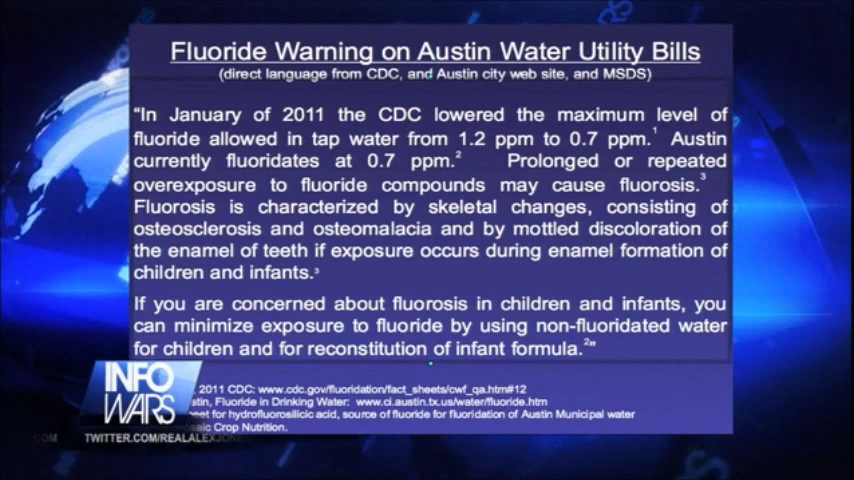 Fluoride Warning on Austin Water Utility Bills
(direct language from CDC, and Austin city web site, and MSDS)
“In January of 2011 the CDC lowered the maximum level of
fluoride allowed in tap water from 1.2 ppm to 0.7 ppm.¹ Austin
currently fluoridates at 0.7 ppm.² Prolonged or repeated
overexposure to fluoride compounds may cause fluorosis.³
Fluorosis is characterized by skeletal changes, consisting of
osteosclerosis and osteomalacia and by mottled discoloration of
the enamel of teeth if exposure occurs during enamel formation of
children and infants.³
If you are concerned about fluorosis in children and infants, you
can minimize exposure to fluoride by using non-fluoridated water
for children and for reconstitution of infant formula.²”
2011 CDC: www.cdc.gov/fluoridation/fact_sheets/cwf_qa.htm#12
stin, Fluoride in Drinking Water: www.ci.austin.tx.us/water/fluoride.htm
eet for hydrofluorosilicic acid, source of fluoride for fluoridation of Austin Municipal water
Crop Nutrition.
INFO
WARS
.COM TWITTER.COM/REALALEXJONES